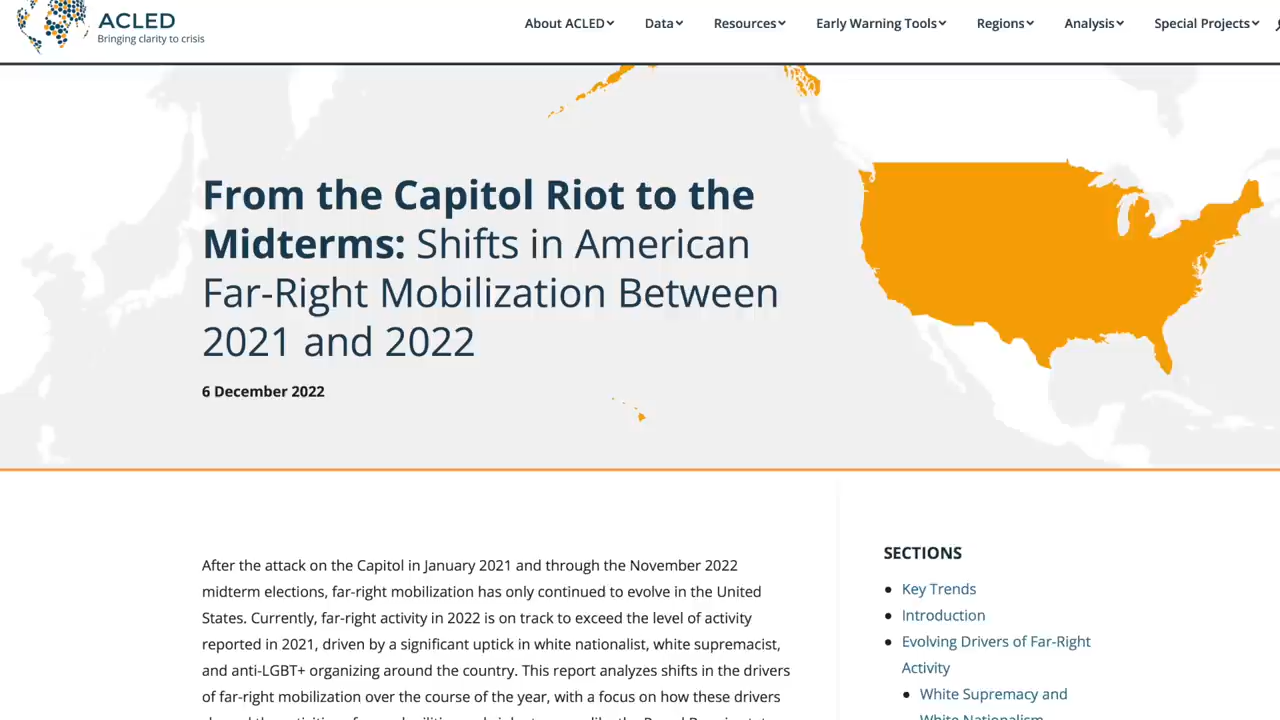 ACLED
Bringing clarity to crisis
About ACLED Data Resources Early Warning Tools Regions Analysis Special Projects
From the Capitol Riot to the
Midterms: Shifts in American
Far-Right Mobilization Between
2021 and 2022
6 December 2022
After the attack on the Capitol in January 2021 and through the November 2022
midterm elections, far-right mobilization has only continued to evolve in the United
States. Currently, far-right activity in 2022 is on track to exceed the level of activity
reported in 2021, driven by a significant uptick in white nationalist, white supremacist,
and anti-LGBT+ organizing around the country. This report analyzes shifts in the drivers
of far-right mobilization over the course of the year, with a focus on how these drivers
SECTIONS
Key Trends
Introduction
Evolving Drivers of Far-Right
Activity
White Supremacy and
White Nationalism